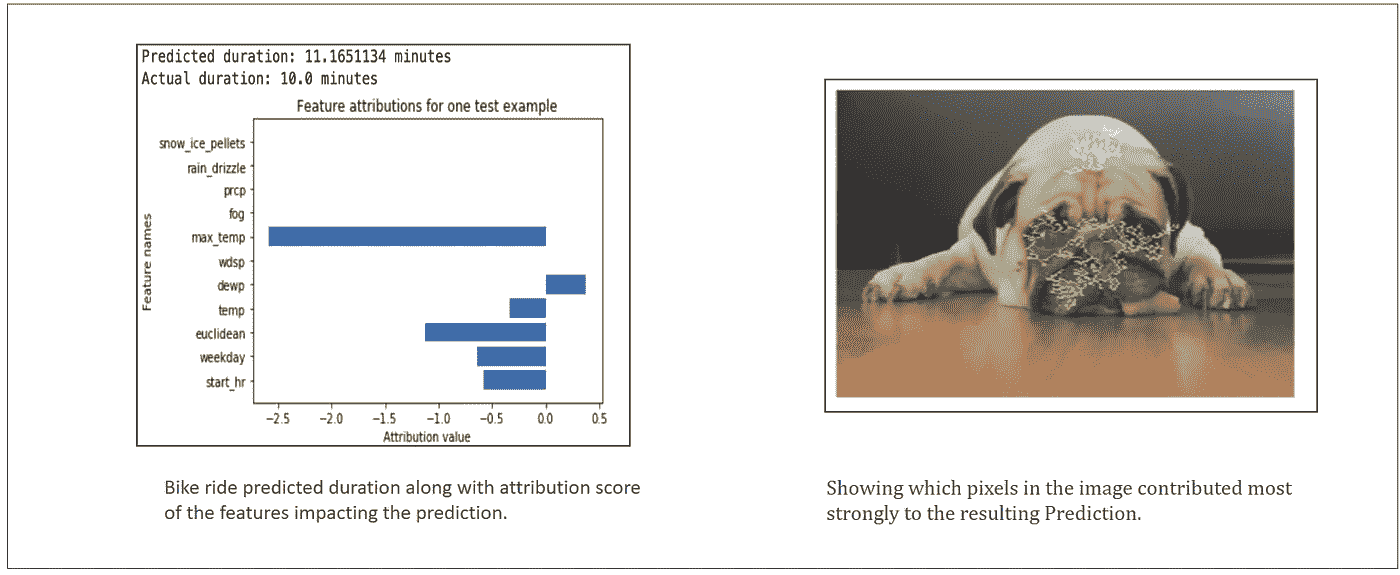 Predicted duration: 11.1651134 minutes
Actual duration: 10.0 minutes
Feature attributions for one test example
Feature names
snow_ice_pellets
rain_drizzle
prcp
fog
max_temp
wdsp
dewp
temp
euclidean
weekday
start_hr
−2.5 −2.0 −1.5 −1.0 −0.5 0.0 0.5
Attribution value
Bike ride predicted duration along with attribution score
of the features impacting the prediction.
Showing which pixels in the image contributed most
strongly to the resulting Prediction.